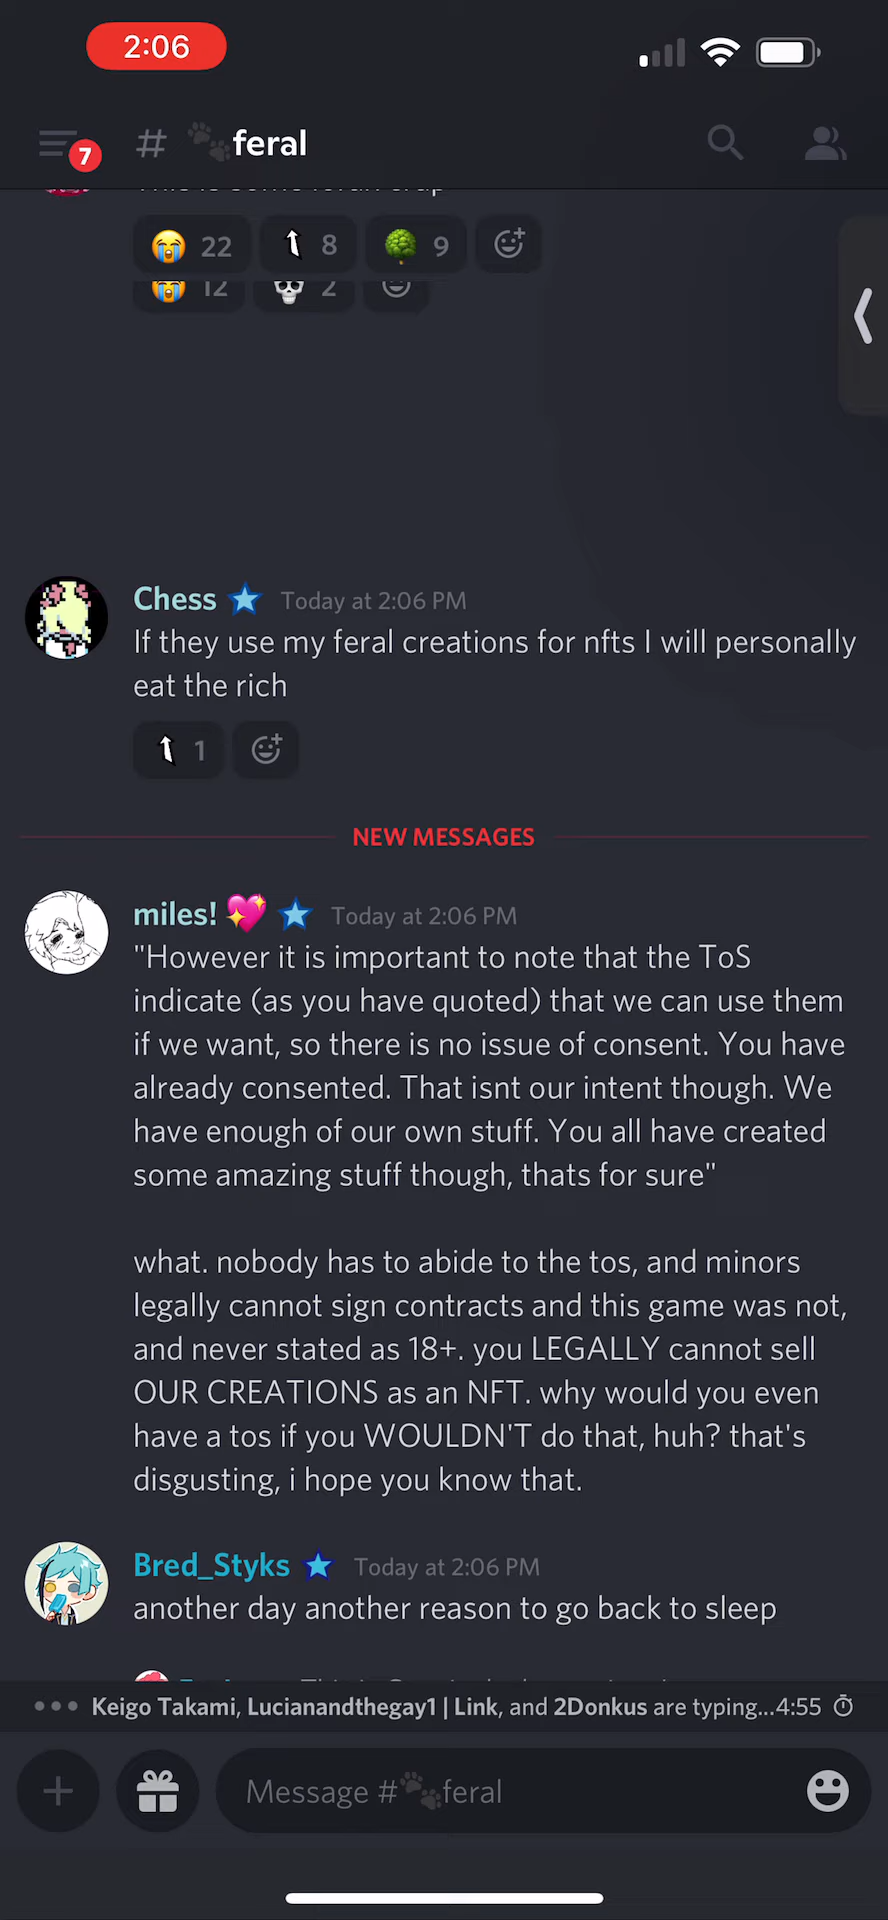 2:06
7
# feral
22
8
9
12
2
Chess Today at 2:06 PM
If they use my feral creations for nfts I will personally
eat the rich
1
NEW MESSAGES
miles! Today at 2:06 PM
"However it is important to note that the ToS
indicate (as you have quoted) that we can use them
if we want, so there is no issue of consent. You have
already consented. That isnt our intent though. We
have enough of our own stuff. You all have created
some amazing stuff though, thats for sure"
what. nobody has to abide to the tos, and minors
legally cannot sign contracts and this game was not,
and never stated as 18+. you LEGALLY cannot sell
OUR CREATIONS as an NFT. why would you even
have a tos if you WOULDN'T do that, huh? that's
disgusting, i hope you know that.
Bred_Styks Today at 2:06 PM
another day another reason to go back to sleep
Keigo Takami, Lucianandthegay1 | Link, and 2Donkus are typing...4:55
Message #feral